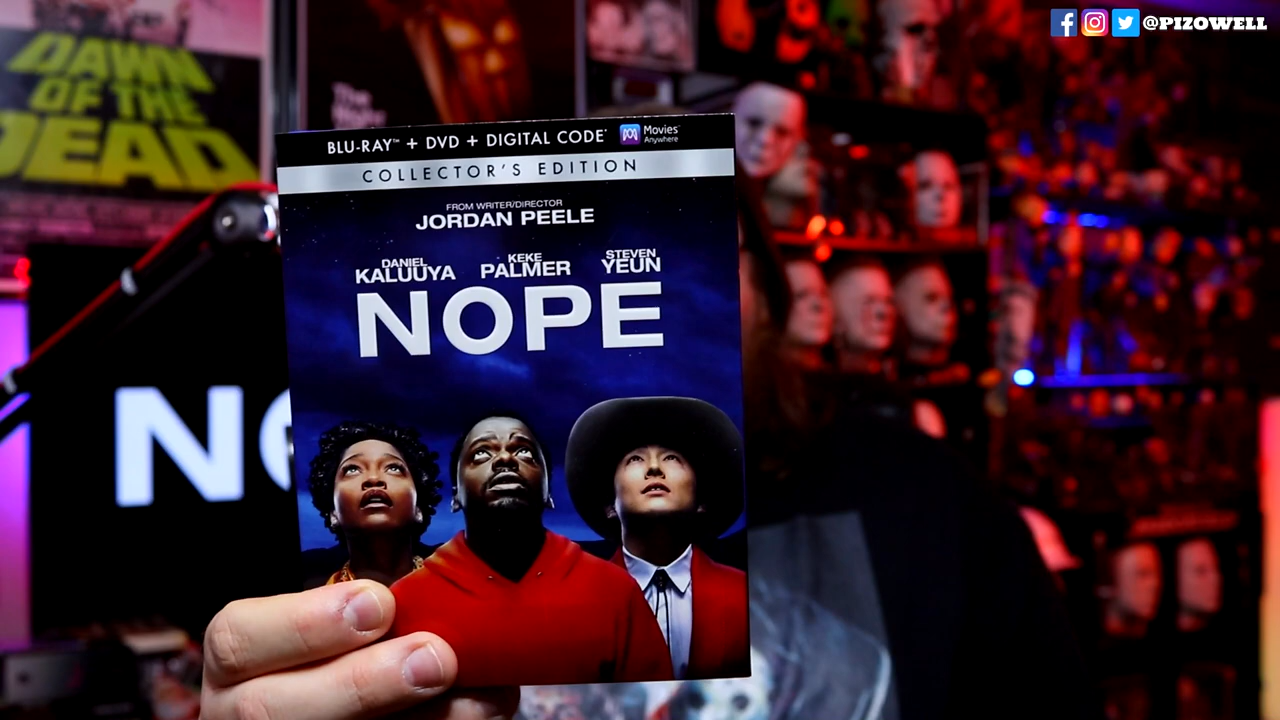 @PIZOWELL
DAWN
OF THE
DEAD
BLU-RAY™ + DVD + DIGITAL CODE
Movies
Anywhere
COLLECTOR'S EDITION
FROM WRITER/DIRECTOR
JORDAN PEELE
DANIEL KALUUYA
KEKE PALMER
STEVEN YEUN
NOPE
NO